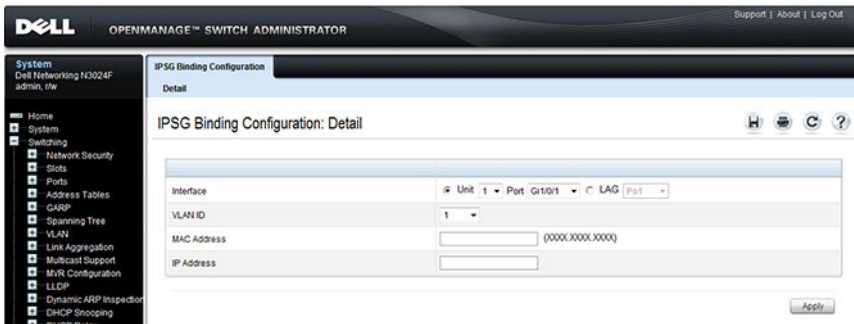 Support | About | Log Out
DELL OPENMANAGE™ SWITCH ADMINISTRATOR
System
Dell Networking N3024F
admin, r/w
Home
System
Switching
Network Security
Slots
Ports
Address Tables
GARP
Spanning Tree
VLAN
Link Aggregation
Multicast Support
MVR Configuration
LLDP
Dynamic ARP Inspection
DHCP Snooping
IPSG Binding Configuration
Detail
IPSG Binding Configuration: Detail
Interface Unit 1 Port Gi1/0/1 LAG Po1
VLAN ID 1
MAC Address (XXXX.XXXX.XXXX)
IP Address
Apply